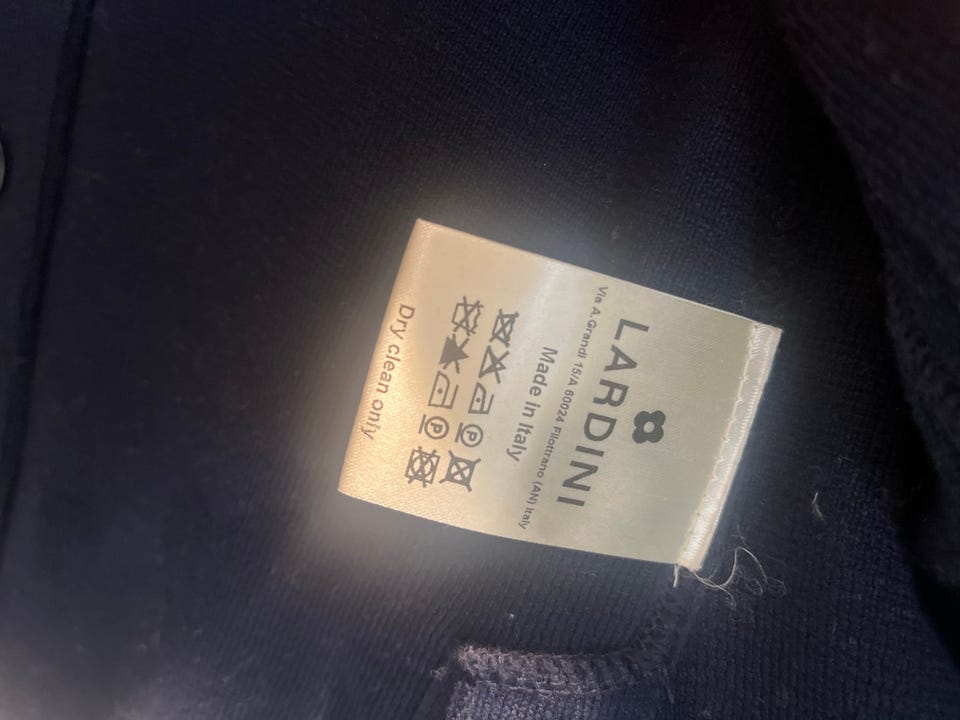 LARDINI
Via A.Grandi 15/A 60024 Filottrano (AN) Italy
Made in Italy
P
P
Dry clean only